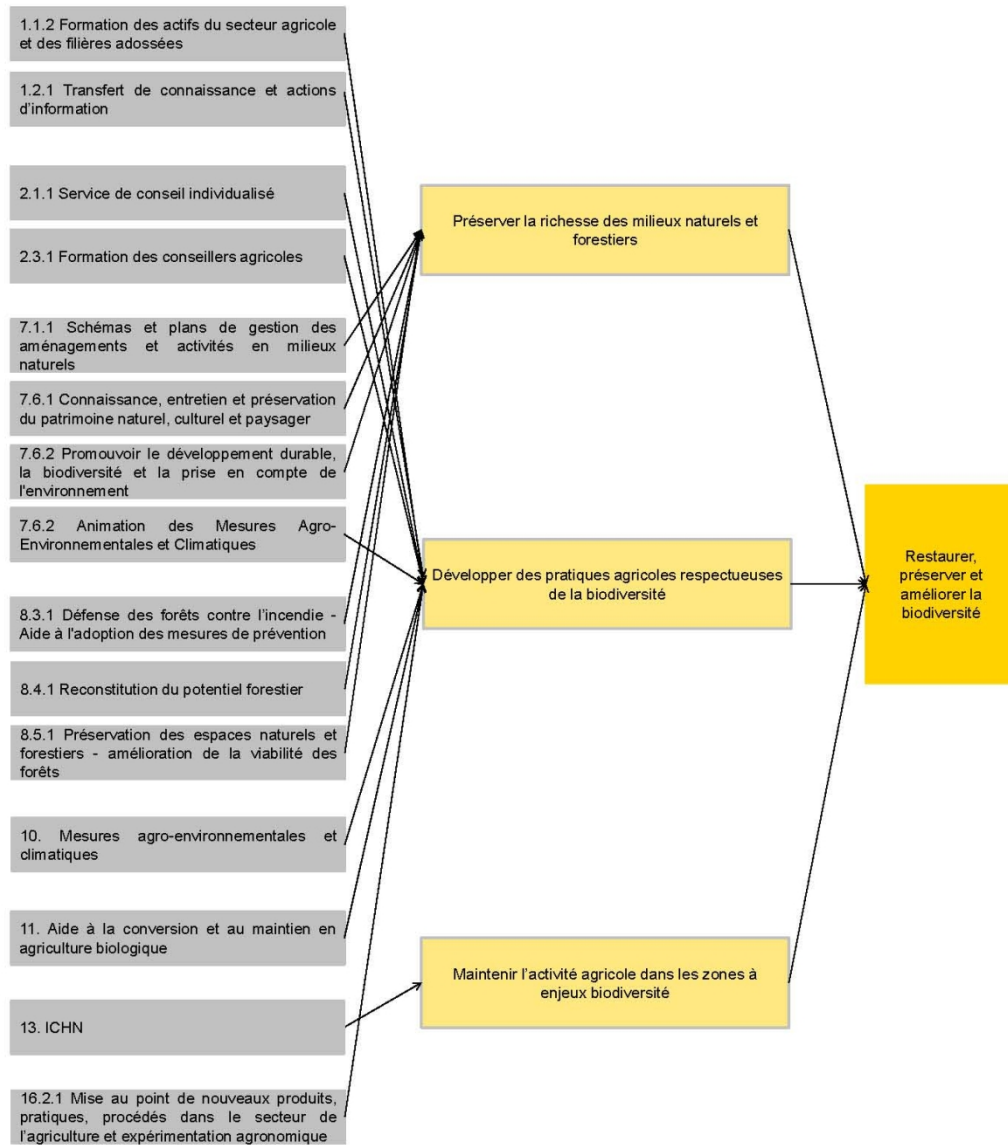 1.1.2 Formation des actifs du secteur agricole
et des filières adossées
1.2.1 Transfert de connaissance et actions
d'information
2.1.1 Service de conseil individualisé
2.3.1 Formation des conseillers agricoles
7.1.1 Schémas et plans de gestion des
aménagements et activités en milieux
naturels
7.6.1 Connaissance, entretien et préservation
du patrimoine naturel, culturel et paysager
7.6.2 Promouvoir le développement durable,
la biodiversité et la prise en compte de
l'environnement
7.6.2 Animation des Mesures Agro-
Environnementales et Climatiques
8.3.1 Défense des forêts contre l'incendie -
Aide à l'adoption des mesures de prévention
8.4.1 Reconstitution du potentiel forestier
8.5.1 Préservation des espaces naturels et
forestiers - amélioration de la viabilité des
forêts
10. Mesures agro-environnementales et
climatiques
11. Aide à la conversion et au maintien en
agriculture biologique
13. ICHN
16.2.1 Mise au point de nouveaux produits,
pratiques, procédés dans le secteur de
l'agriculture et expérimentation agronomique
Préserver la richesse des milieux naturels et
forestiers
Développer des pratiques agricoles respectueuses
de la biodiversité
Maintenir l'activité agricole dans les zones à
enjeux biodiversité
Restaurer,
préserver et
améliorer la
biodiversité